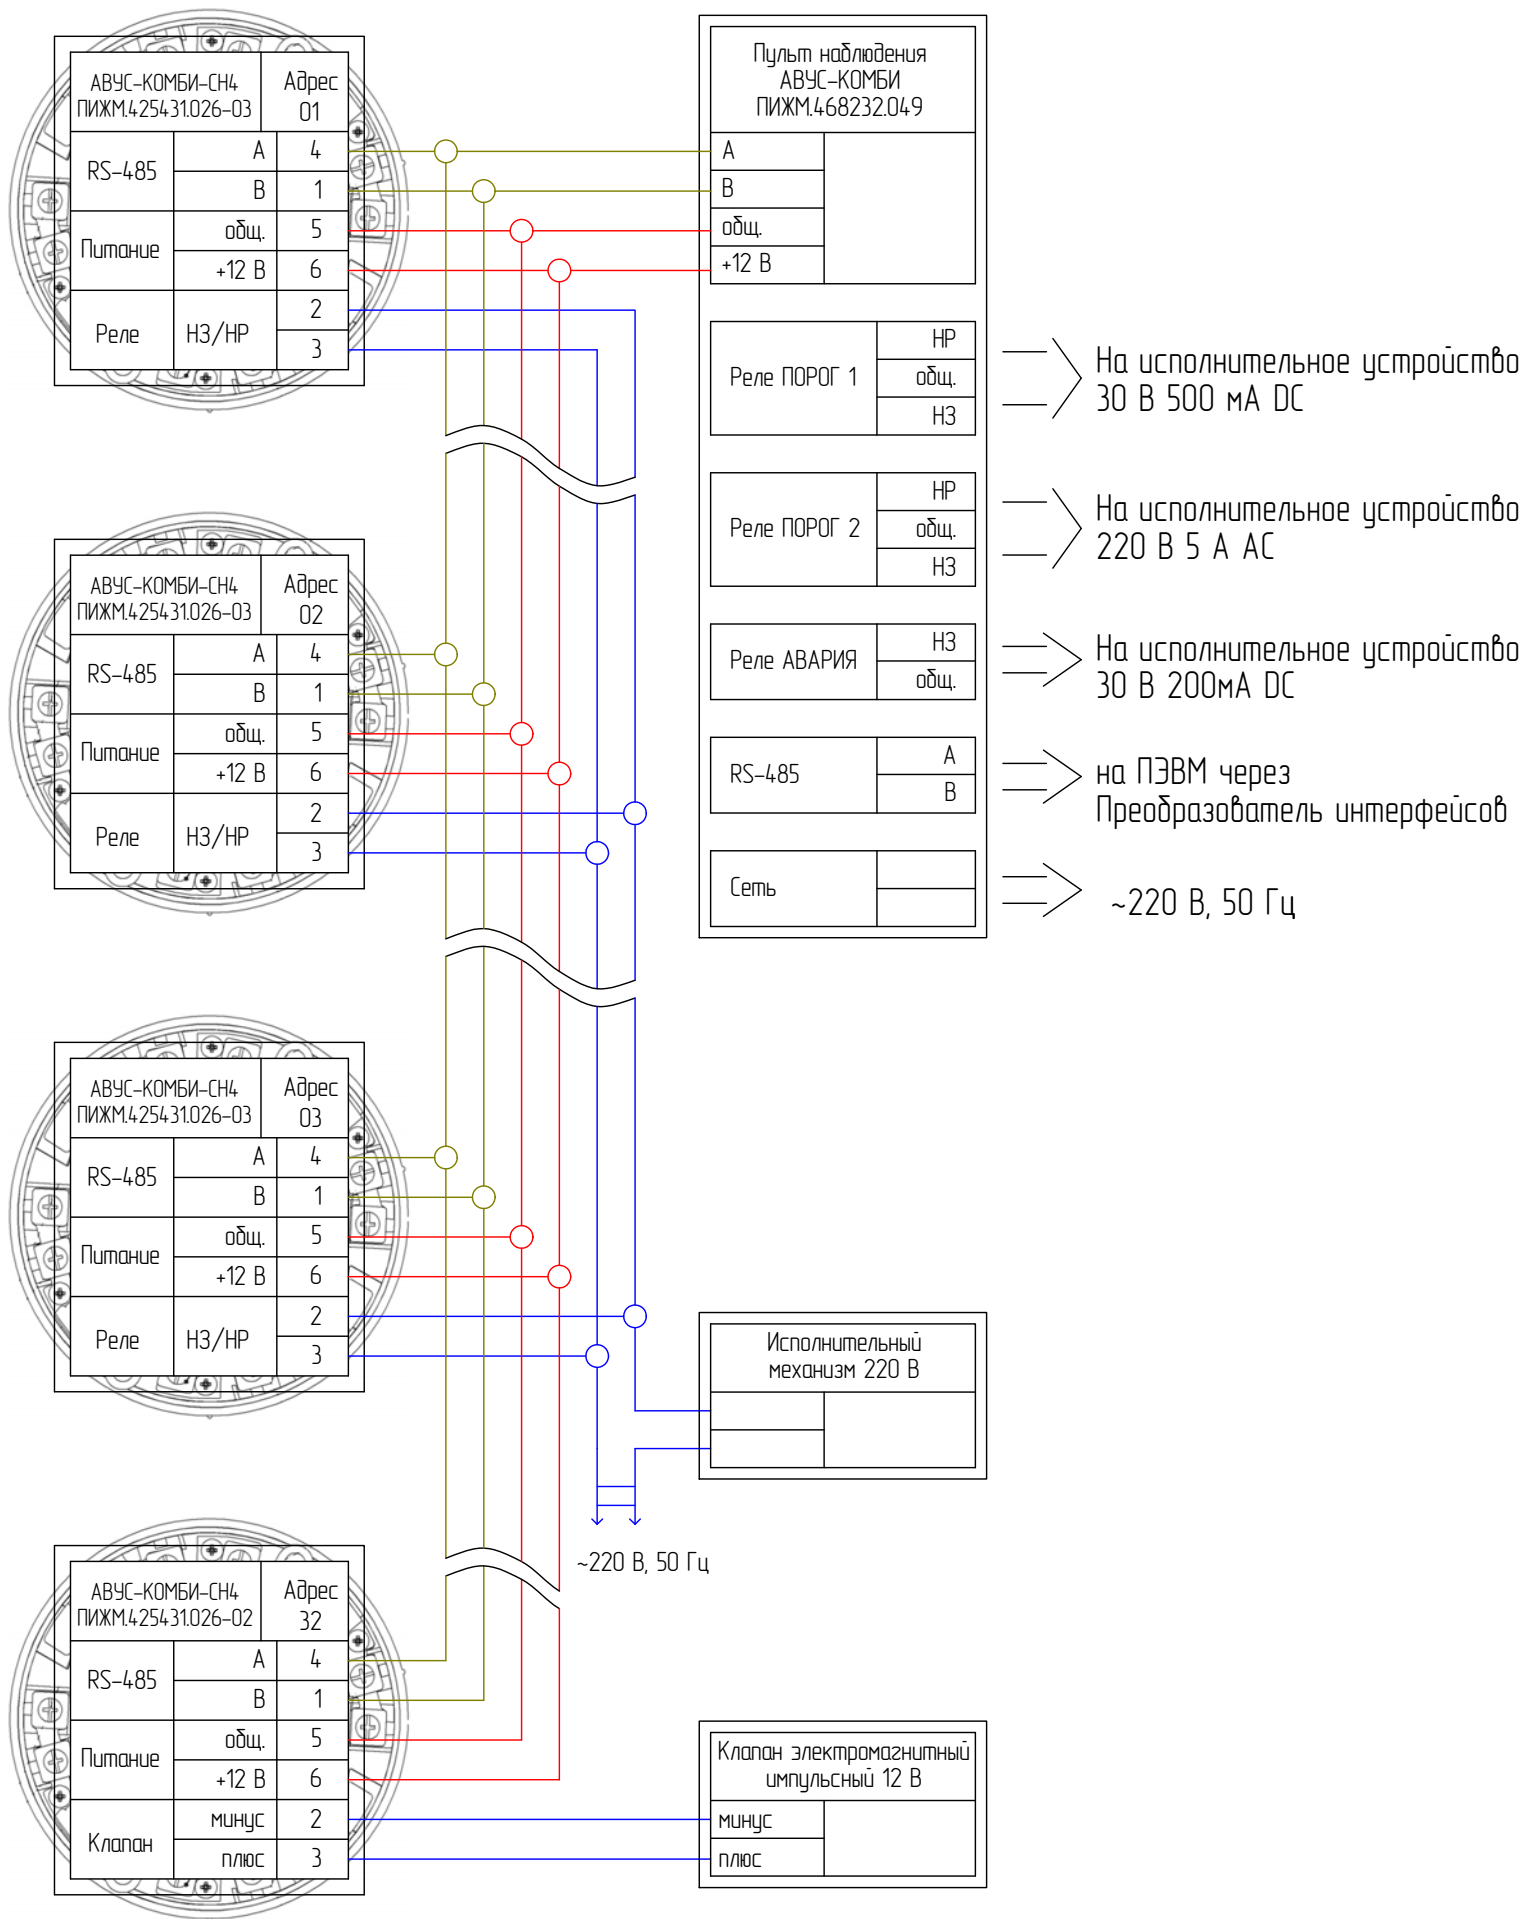 АВУС-КОМБИ-СН4
ПИЖМ.425431.026-03
Адрес
01
RS-485
А
4
В
1
Питание
общ.
5
+12 В
6
Реле
НЗ/НР
2
3
Пульт наблюдения
АВУС-КОМБИ
ПИЖМ.468232.049
А
В
общ.
+12 В
Реле ПОРОГ 1
НР
общ.
НЗ
На исполнительное устройство
30 В 500 мА DC
Реле ПОРОГ 2
НР
общ.
НЗ
На исполнительное устройство
220 В 5 А АС
Реле АВАРИЯ
НЗ
общ.
На исполнительное устройство
30 В 200мА DC
RS-485
А
В
на ПЭВМ через
Преобразователь интерфейсов
Сеть
~220 В, 50 Гц
АВУС-КОМБИ-СН4
ПИЖМ.425431.026-03
Адрес
02
RS-485
А
4
В
1
Питание
общ.
5
+12 В
6
Реле
НЗ/НР
2
3
АВУС-КОМБИ-СН4
ПИЖМ.425431.026-03
Адрес
03
RS-485
А
4
В
1
Питание
общ.
5
+12 В
6
Реле
НЗ/НР
2
3
Исполнительный
механизм 220 В
~220 В, 50 Гц
АВУС-КОМБИ-СН4
ПИЖМ.425431.026-02
Адрес
32
RS-485
А
4
В
1
Питание
общ.
5
+12 В
6
Клапан
минус
2
плюс
3
Клапан электромагнитный
импульсный 12 В
минус
плюс